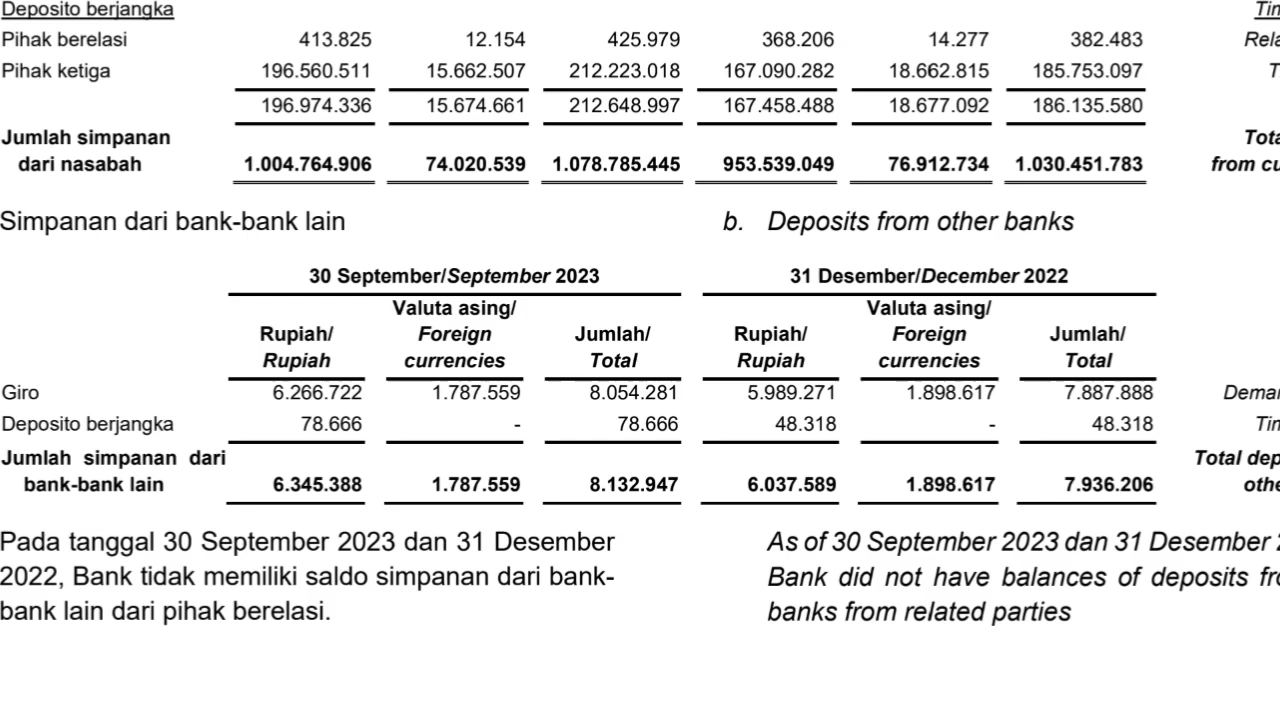 Deposito berjangka
Pihak berelasi 413.825 12.154 425.979 368.206 14.277 382.483
Pihak ketiga 196.560.511 15.662.507 212.223.018 167.090.282 18.662.815 185.753.097
196.974.336 15.674.661 212.648.997 167.458.488 18.677.092 186.135.580
Jumlah simpanan
dari nasabah 1.004.764.906 74.020.539 1.078.785.445 953.539.049 76.912.734 1.030.451.783 from
Simpanan dari bank-bank lain b. Deposits from other banks
30 September/September 2023 31 Desember/December 2022
Valuta asing/ Valuta asing/
Rupiah/ Foreign Jumlah/ Rupiah/ Foreign Jumlah/
Rupiah currencies Total Rupiah currencies Total
Giro 6.266.722 1.787.559 8.054.281 5.989.271 1.898.617 7.887.888
Deposito berjangka 78.666 - 78.666 48.318 - 48.318
Jumlah simpanan dari Total
bank-bank lain 6.345.388 1.787.559 8.132.947 6.037.589 1.898.617 7.936.206
Pada tanggal 30 September 2023 dan 31 Desember As of 30 September 2023 dan 31 Desember
2022, Bank tidak memiliki saldo simpanan dari bank- Bank did not have balances of deposits
bank lain dari pihak berelasi. banks from related parties